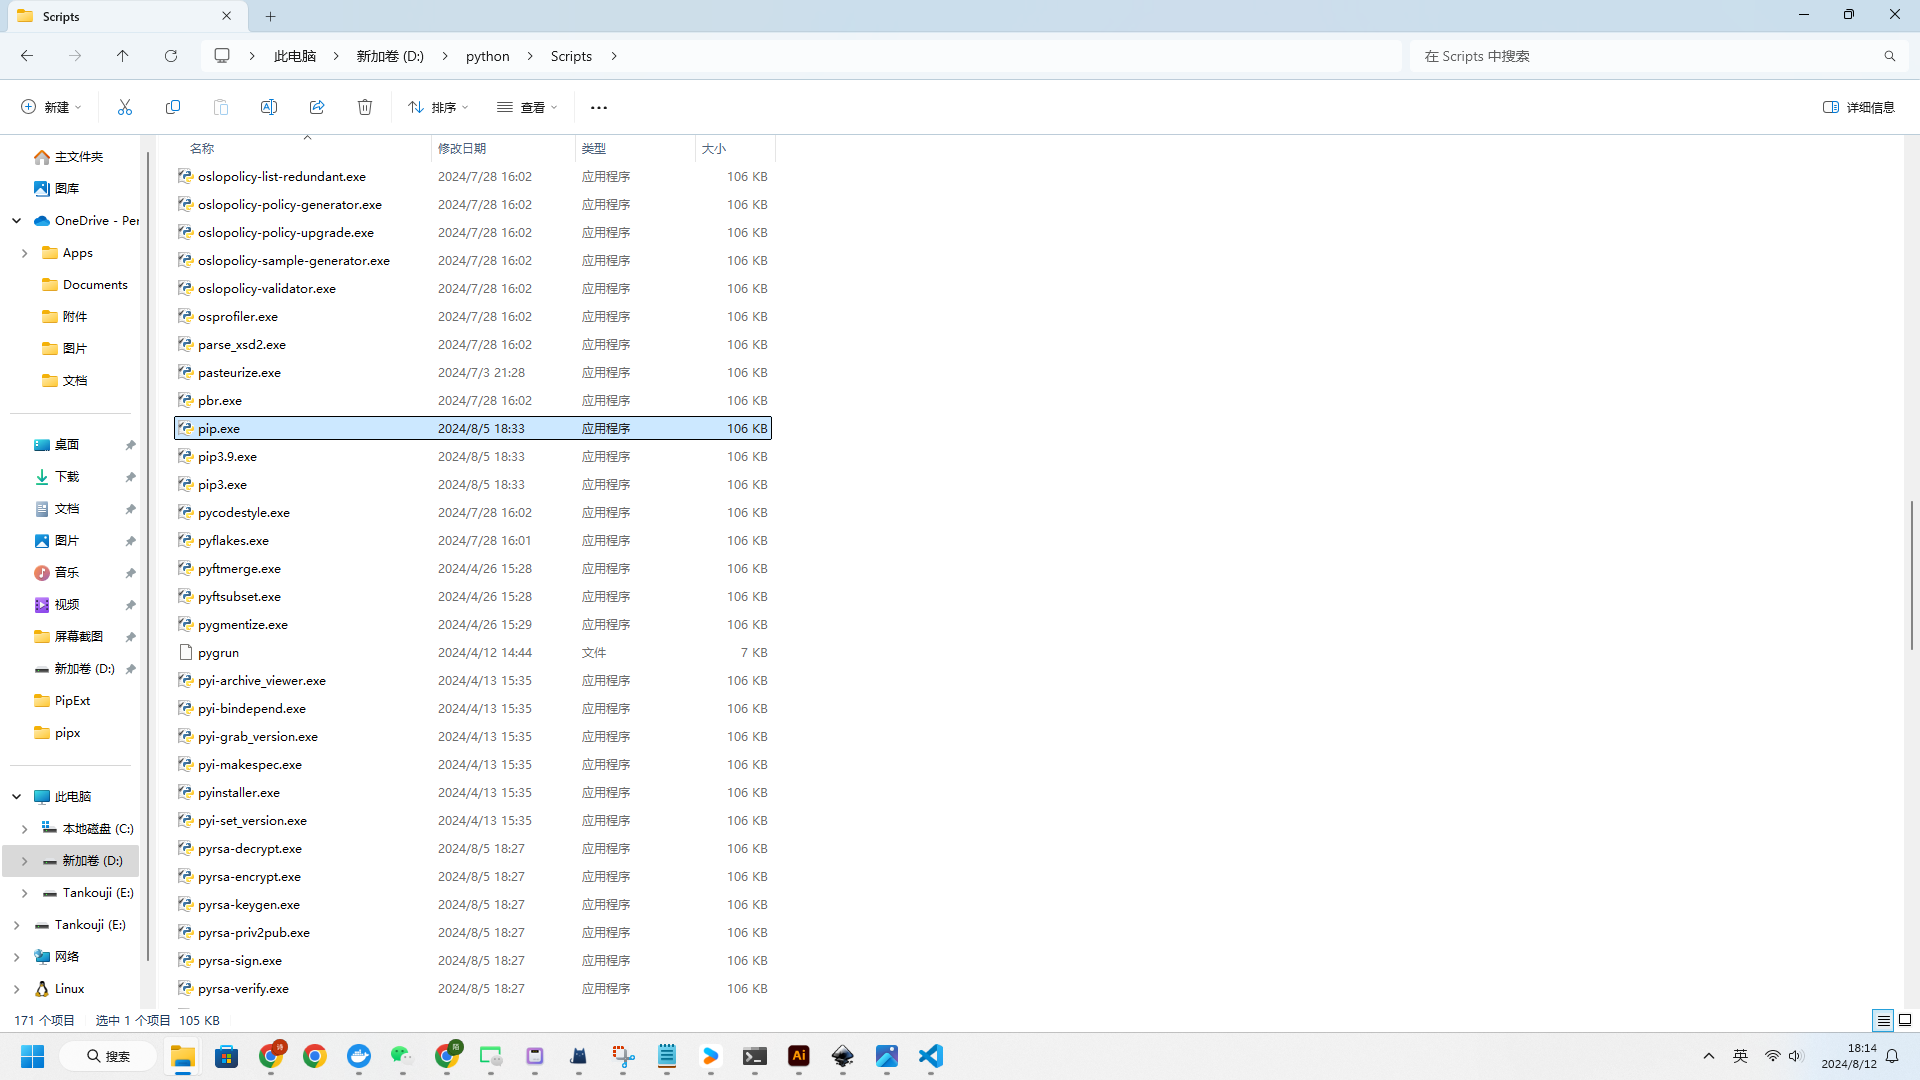 Scripts
此电脑 新加卷 (D:) python Scripts
在 Scripts 中搜索
新建 排序 查看 详细信息
主文件夹
图库
OneDrive - Per
Apps
Documents
附件
图片
文档
桌面
下载
文档
图片
音乐
视频
屏幕截图
新加卷 (D:)
PipExt
pipx
此电脑
本地磁盘 (C:)
新加卷 (D:)
Tankouji (E:)
Tankouji (E:)
网络
Linux
名称 修改日期 类型 大小
oslopolicy-list-redundant.exe 2024/7/28 16:02 应用程序 106 KB
oslopolicy-policy-generator.exe 2024/7/28 16:02 应用程序 106 KB
oslopolicy-policy-upgrade.exe 2024/7/28 16:02 应用程序 106 KB
oslopolicy-sample-generator.exe 2024/7/28 16:02 应用程序 106 KB
oslopolicy-validator.exe 2024/7/28 16:02 应用程序 106 KB
osprofiler.exe 2024/7/28 16:02 应用程序 106 KB
parse_xsd2.exe 2024/7/28 16:02 应用程序 106 KB
pasteurize.exe 2024/7/3 21:28 应用程序 106 KB
pbr.exe 2024/7/28 16:02 应用程序 106 KB
pip.exe 2024/8/5 18:33 应用程序 106 KB
pip3.9.exe 2024/8/5 18:33 应用程序 106 KB
pip3.exe 2024/8/5 18:33 应用程序 106 KB
pycodestyle.exe 2024/7/28 16:02 应用程序 106 KB
pyflakes.exe 2024/7/28 16:01 应用程序 106 KB
pyftmerge.exe 2024/4/26 15:28 应用程序 106 KB
pyftsubset.exe 2024/4/26 15:28 应用程序 106 KB
pygmentize.exe 2024/4/26 15:29 应用程序 106 KB
pygrun 2024/4/12 14:44 文件 7 KB
pyi-archive_viewer.exe 2024/4/13 15:35 应用程序 106 KB
pyi-bindepend.exe 2024/4/13 15:35 应用程序 106 KB
pyi-grab_version.exe 2024/4/13 15:35 应用程序 106 KB
pyi-makespec.exe 2024/4/13 15:35 应用程序 106 KB
pyinstaller.exe 2024/4/13 15:35 应用程序 106 KB
pyi-set_version.exe 2024/4/13 15:35 应用程序 106 KB
pyrsa-decrypt.exe 2024/8/5 18:27 应用程序 106 KB
pyrsa-encrypt.exe 2024/8/5 18:27 应用程序 106 KB
pyrsa-keygen.exe 2024/8/5 18:27 应用程序 106 KB
pyrsa-priv2pub.exe 2024/8/5 18:27 应用程序 106 KB
pyrsa-sign.exe 2024/8/5 18:27 应用程序 106 KB
pyrsa-verify.exe 2024/8/5 18:27 应用程序 106 KB
171 个项目 选中 1 个项目 105 KB
搜索
Ai
英
18:14
2024/8/12